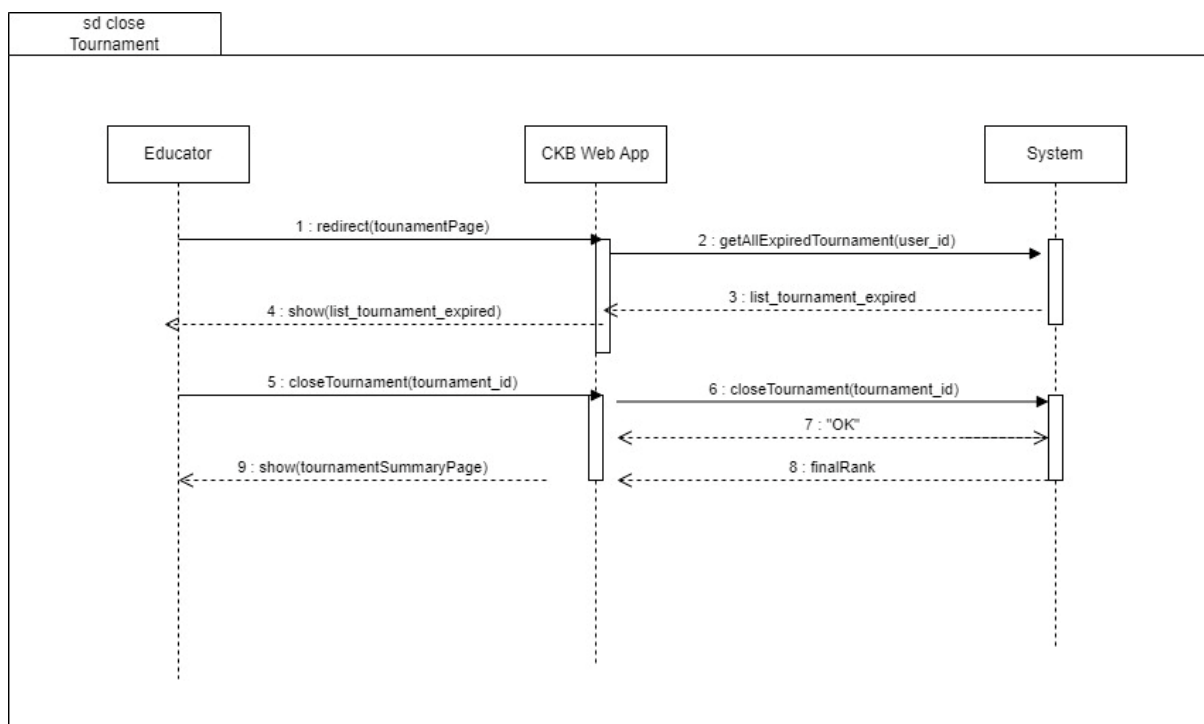 sd close
Tournament
Educator
CKB Web App
System
1 : redirect(tounamentPage)
2 : getAllExpiredTournament(user_id)
3 : list_tournament_expired
4 : show(list_tournament_expired)
5 : closeTournament(tournament_id)
6 : closeTournament(tournament_id)
7 : "OK"
9 : show(tournamentSummaryPage)
8 : finalRank